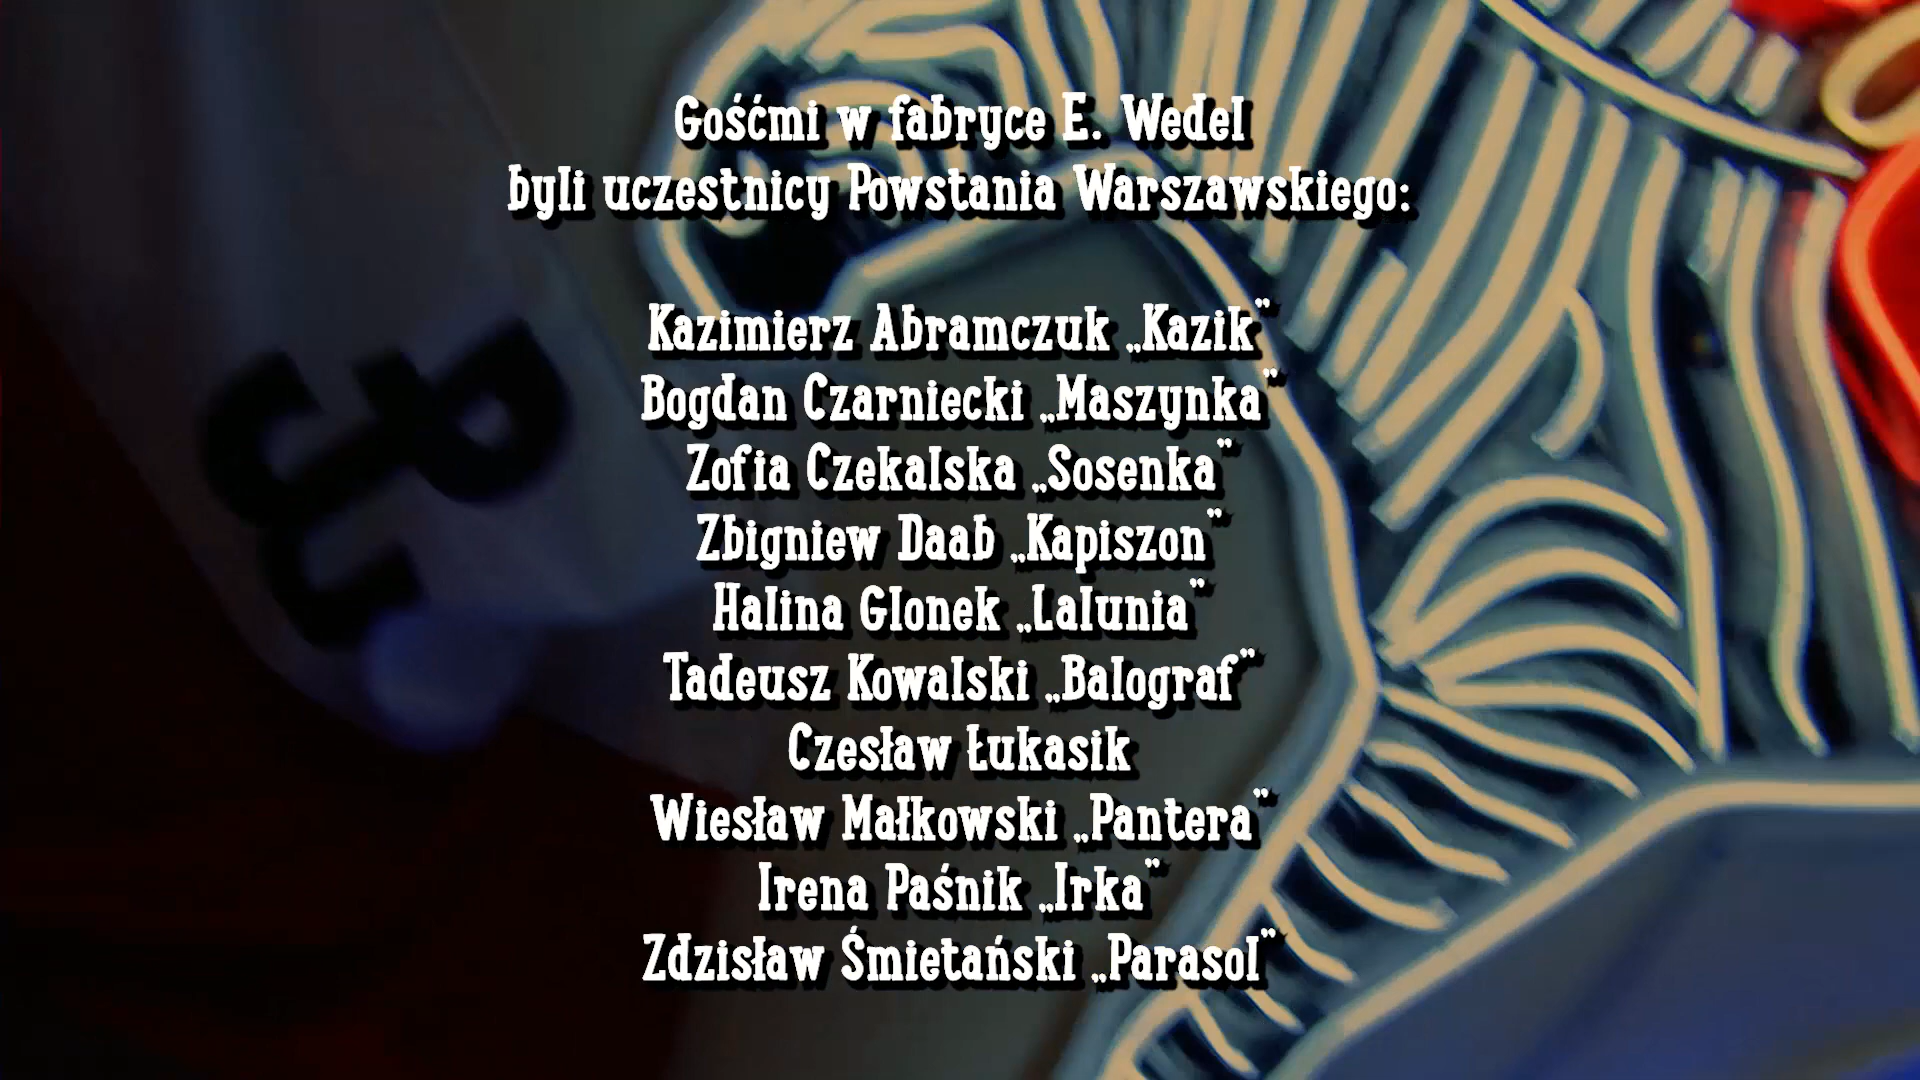 Gośćmi w fabryce E. Wedel
byli uczestnicy Powstania Warszawskiego:
Kazimierz Abramczuk „Kazik"
Bogdan Czarniecki „Maszynka"
Zofia Czekalska „Sosenka"
Zbigniew Daab „Kapiszon"
Halina Glonek „Lalunia"
Tadeusz Kowalski „Balograf"
Czesław Łukasik
Wiesław Małkowski „Pantera"
Irena Paśnik „Irka"
Zdzisław Śmietański „Parasol"